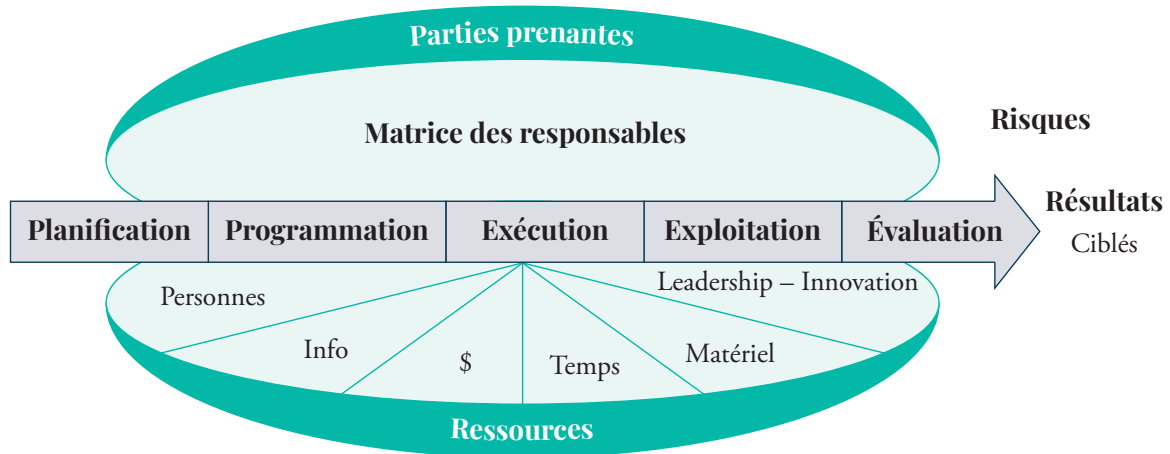 Parties prenantes
Matrice des responsables
Risques
Planification Programmation Exécution Exploitation Évaluation
Résultats
Ciblés
Personnes
Info
$
Temps
Matériel
Leadership – Innovation
Ressources